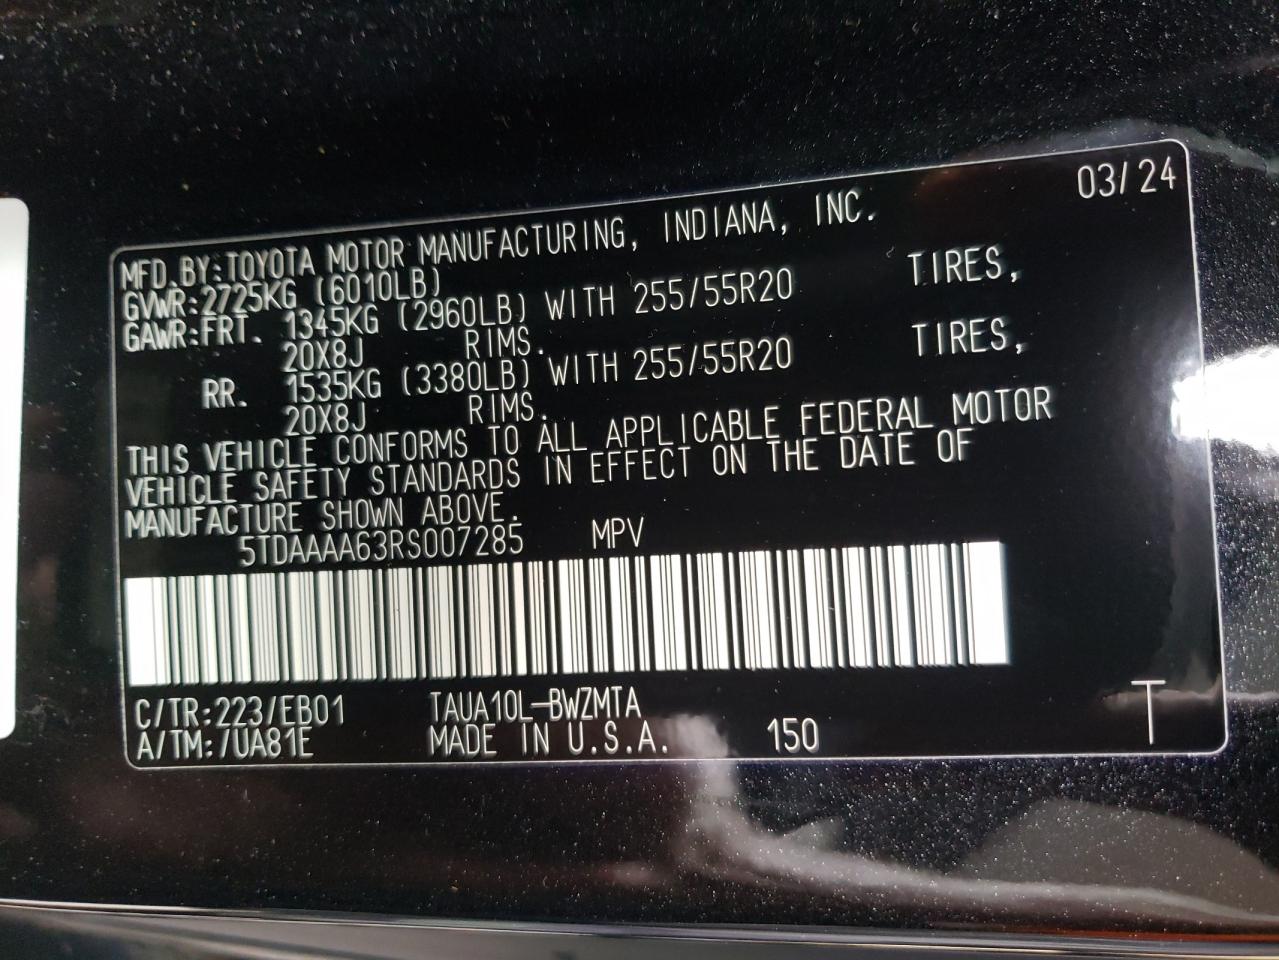 03/24
MFD.BY:TOYOTA MOTOR MANUFACTURING, INDIANA, INC.
GVWR:2725KG (6010LB)
GAWR:FRT. 1345KG (2960LB) WITH 255/55R20 TIRES,
20X8J RIMS.
RR. 1535KG (3380LB) WITH 255/55R20 TIRES,
20X8J RIMS.
THIS VEHICLE CONFORMS TO ALL APPLICABLE FEDERAL MOTOR
VEHICLE SAFETY STANDARDS IN EFFECT ON THE DATE OF
MANUFACTURE SHOWN ABOVE.
5TDAAAA63RS007285 MPV
C/TR:223/EB01 TAUA10L-BWZMTA
A/TM:/UA81E MADE IN U.S.A. 150 T